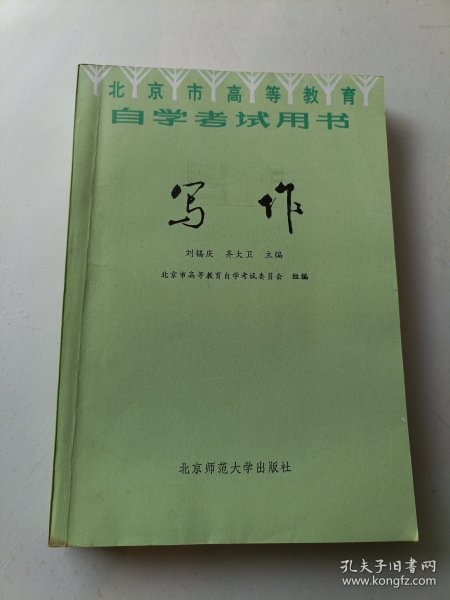 北京市高等教育
自学考试用书
写作
刘锡庆 齐大卫 主编
北京市高等教育自学考试委员会 组编
北京师范大学出版社
孔夫子旧书网
www.kongfz.com